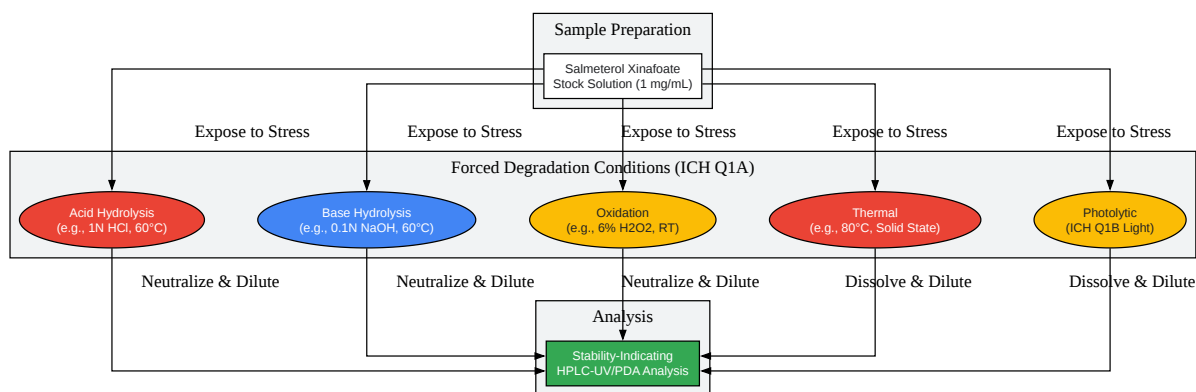 Sample Preparation
Salmeterol Xinafoate
Stock Solution (1 mg/mL)
Expose to Stress
Expose to Stress
Expose to Stress
Expose to Stress
Expose to Stress
Forced Degradation Conditions (ICH Q1A)
Acid Hydrolysis
(e.g., 1N HCl, 60°C)
Base Hydrolysis
(e.g., 0.1N NaOH, 60°C)
Oxidation
(e.g., 6% H2O2, RT)
Thermal
(e.g., 80°C, Solid State)
Photolytic
(ICH Q1B Light)
Neutralize & Dilute
Neutralize & Dilute
Neutralize & Dilute
Dissolve & Dilute
Dissolve & Dilute
Analysis
Stability-Indicating
HPLC-UV/PDA Analysis